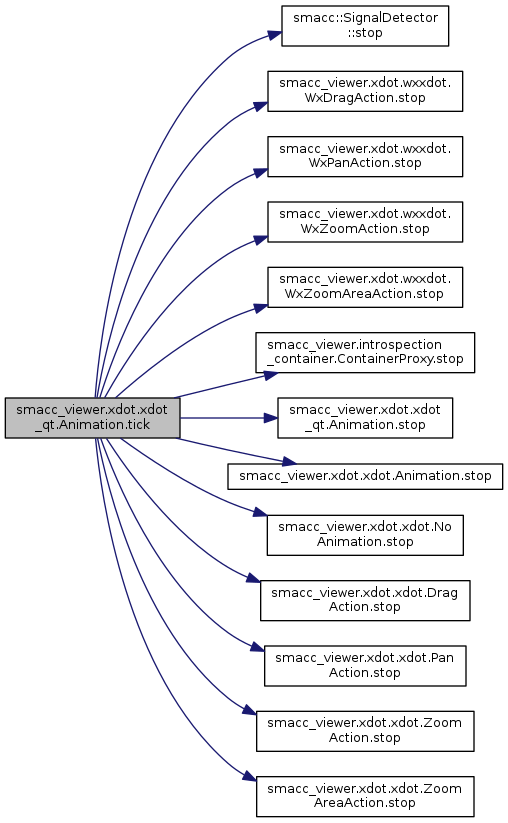 smacc::SignalDetector
::stop
smacc_viewer.xdot.wxxdot.
WxDragAction.stop
smacc_viewer.xdot.wxxdot.
WxPanAction.stop
smacc_viewer.xdot.wxxdot.
WxZoomAction.stop
smacc_viewer.xdot.wxxdot.
WxZoomAreaAction.stop
smacc_viewer.introspection
_container.ContainerProxy.stop
smacc_viewer.xdot.xdot
_qt.Animation.tick
smacc_viewer.xdot.xdot
_qt.Animation.stop
smacc_viewer.xdot.xdot.Animation.stop
smacc_viewer.xdot.xdot.No
Animation.stop
smacc_viewer.xdot.xdot.Drag
Action.stop
smacc_viewer.xdot.xdot.Pan
Action.stop
smacc_viewer.xdot.xdot.Zoom
Action.stop
smacc_viewer.xdot.xdot.Zoom
AreaAction.stop